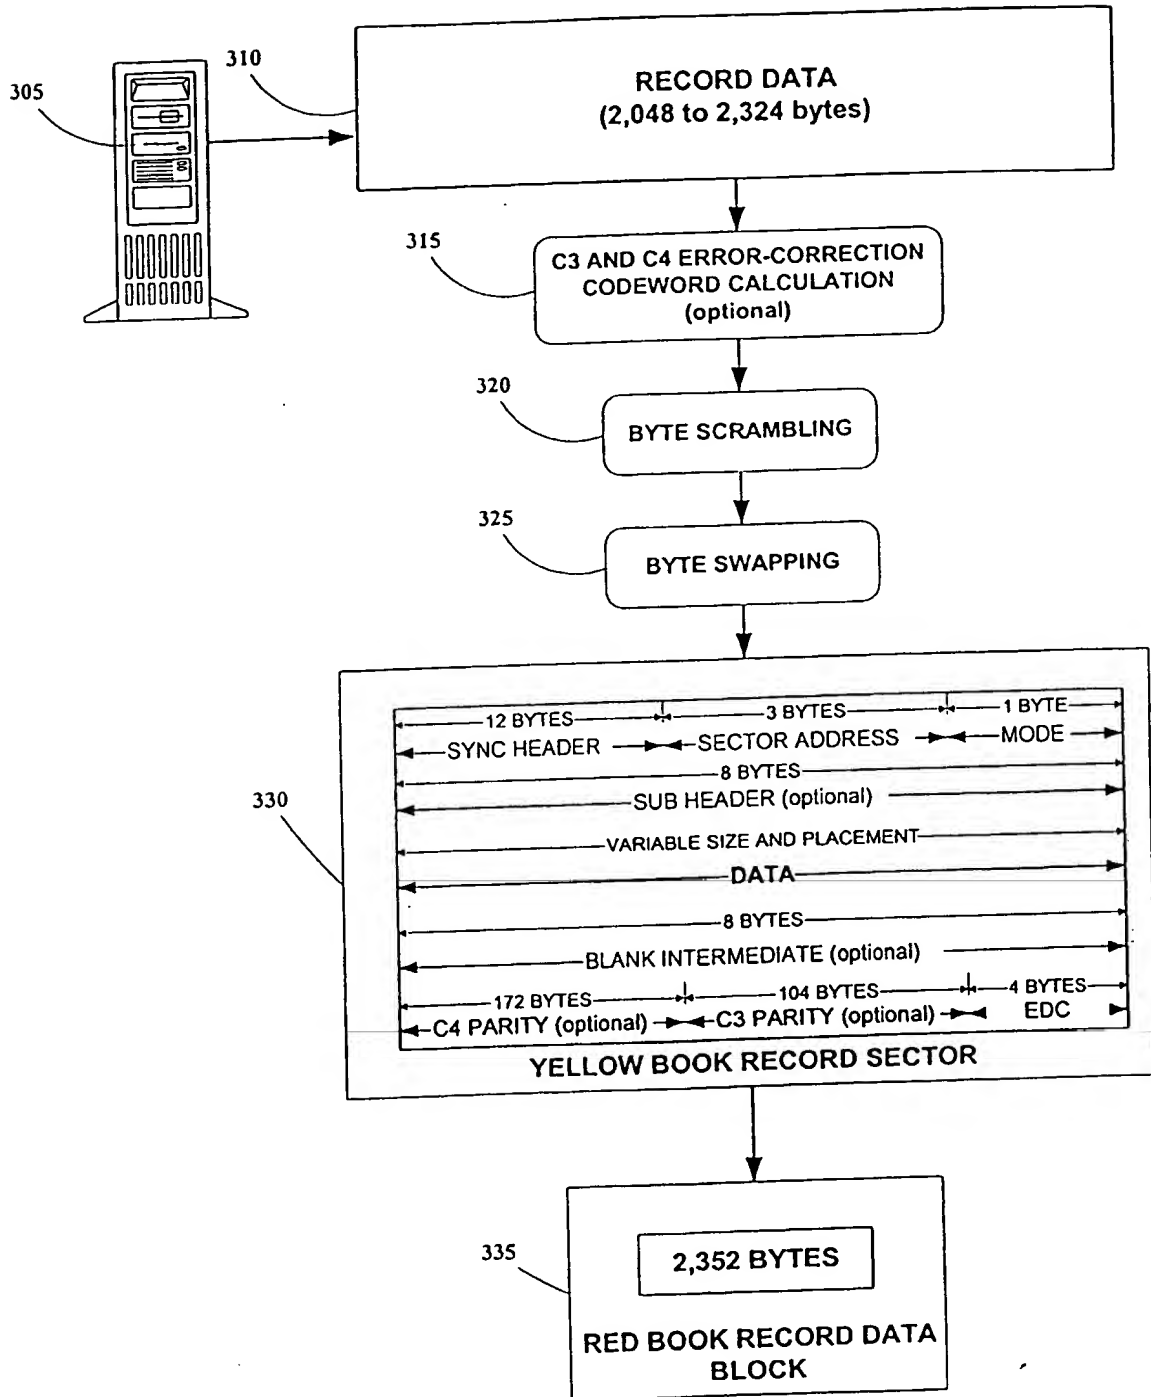 305
310
RECORD DATA
(2,048 to 2,324 bytes)
315
C3 AND C4 ERROR-CORRECTION
CODEWORD CALCULATION
(optional)
320
BYTE SCRAMBLING
325
BYTE SWAPPING
330
12 BYTES 3 BYTES 1 BYTE
SYNC HEADER SECTOR ADDRESS MODE
8 BYTES
SUB HEADER (optional)
VARIABLE SIZE AND PLACEMENT
DATA
8 BYTES
BLANK INTERMEDIATE (optional)
172 BYTES 104 BYTES 4 BYTES
C4 PARITY (optional) C3 PARITY (optional) EDC
YELLOW BOOK RECORD SECTOR
335
2,352 BYTES
RED BOOK RECORD DATA
BLOCK